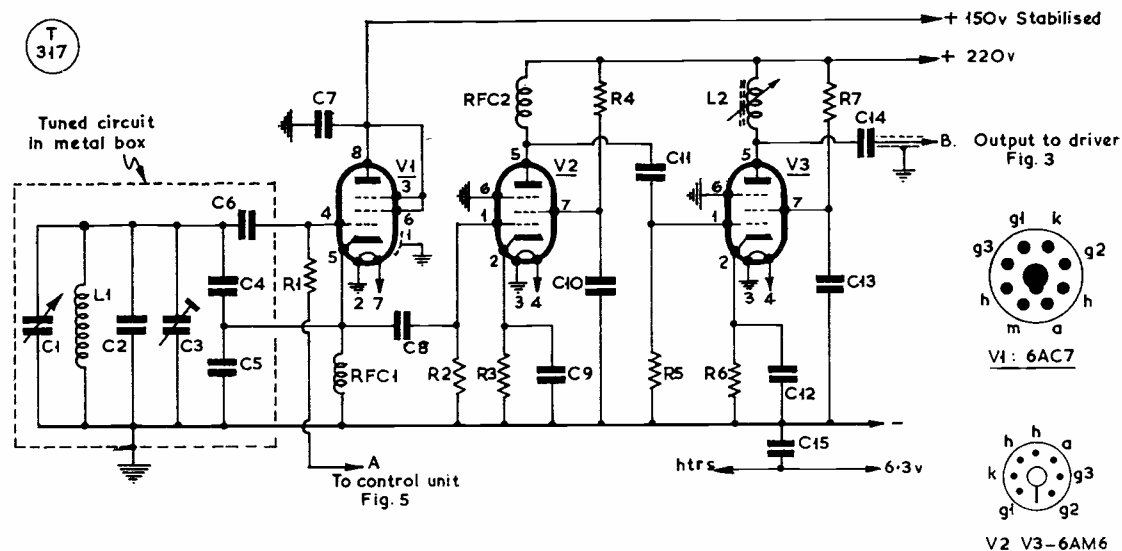 T
317
+ 150v Stabilised
+ 220v
Tuned circuit
in metal box
C7
RFC2
R4
L2
R7
C14
B. Output to driver
Fig. 3
8
V1
3
6
1
4
5
2
7
5
V2
6
1
7
2
3
4
C11
5
V3
6
1
7
2
3
4
C6
R1
L1
C1
C2
C3
C4
C5
RFC1
C8
R2
R3
C9
C10
R5
R6
C12
C13
C15
-
htrs
6·3v
A
To control unit
Fig. 5
g1
k
g3
g2
h
h
m
a
V1: 6AC7
h
h
a
k
g3
g1
g2
V2 V3-6AM6